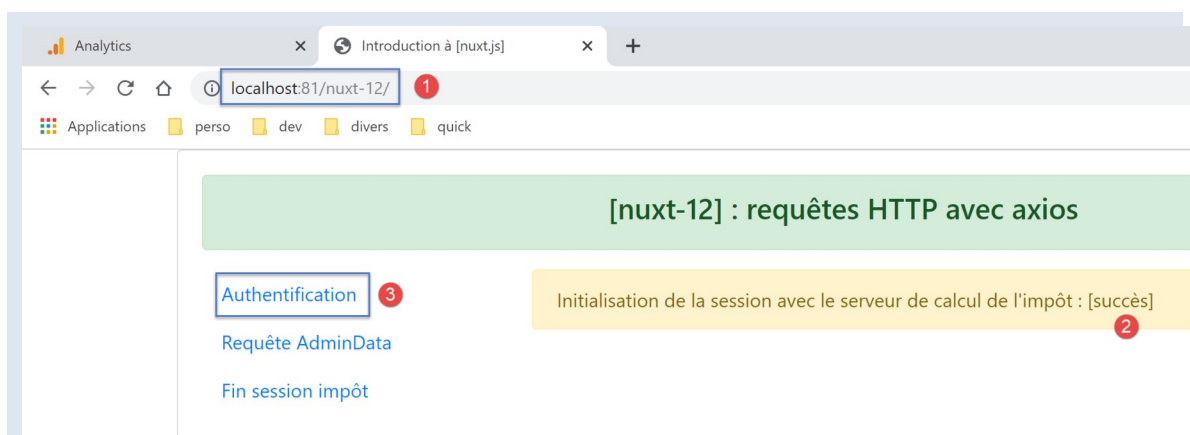 Analytics
Introduction à [nuxt.js]
localhost:81/nuxt-12/
1
Applications perso dev divers quick
[nuxt-12] : requêtes HTTP avec axios
Authentification
3
Initialisation de la session avec le serveur de calcul de l'impôt : [succès]
2
Requête AdminData
Fin session impôt